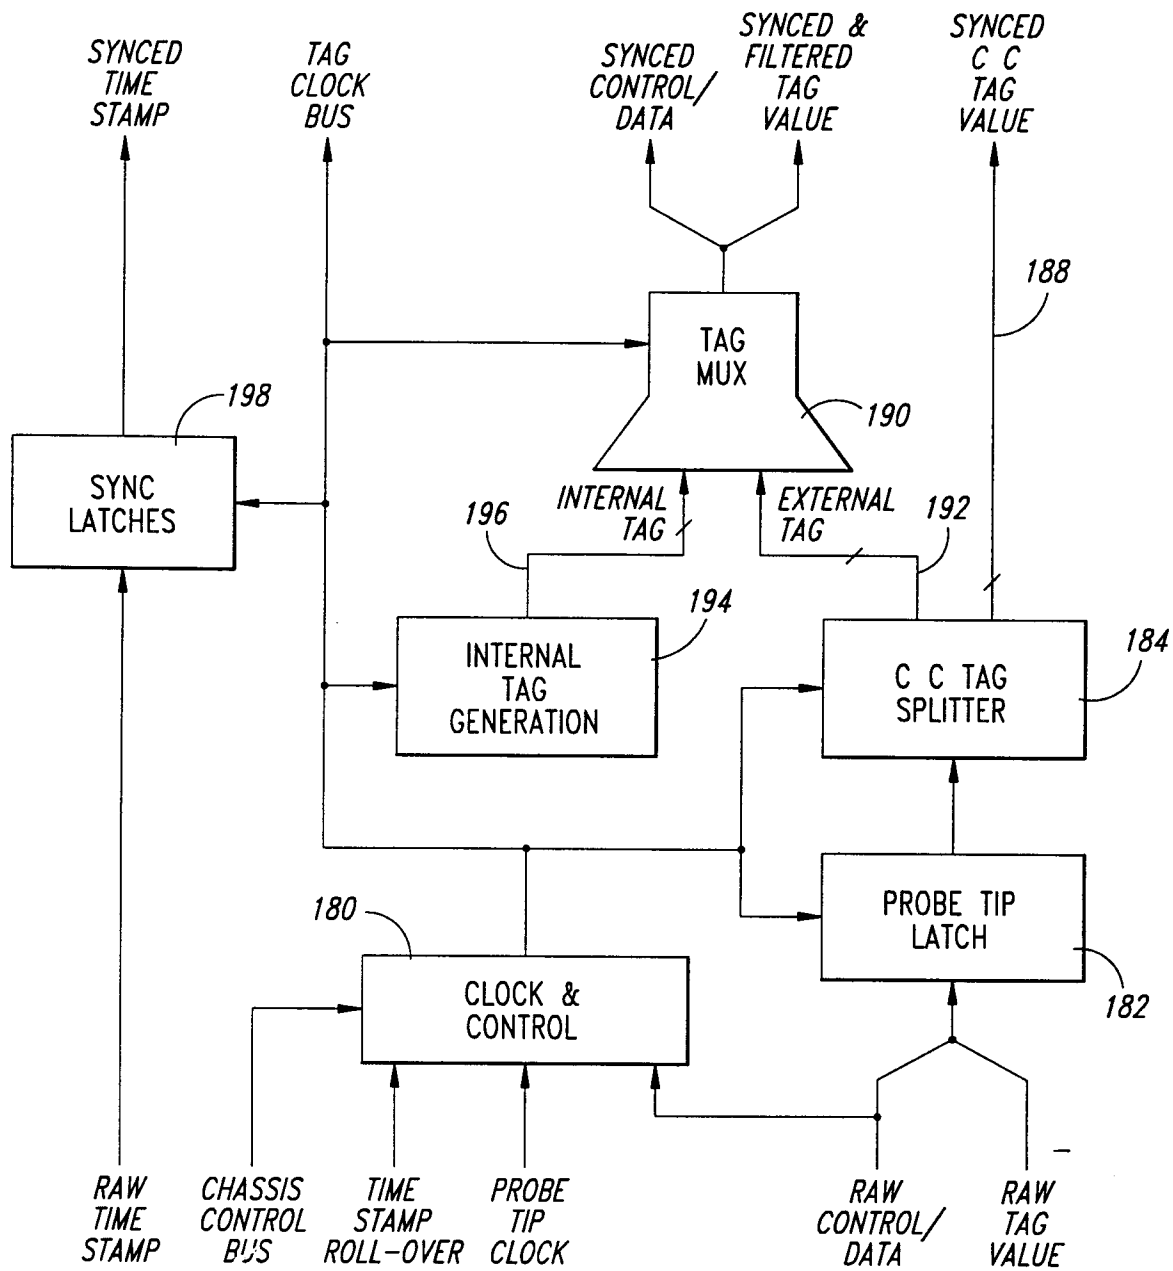 SYNCED
TIME
STAMP
TAG
CLOCK
BUS
SYNCED
CONTROL/
DATA
SYNCED &
FILTERED
TAG
VALUE
SYNCED
C C
TAG
VALUE
188
TAG
MUX
190
198
SYNC
LATCHES
INTERNAL
TAG
EXTERNAL
TAG
196
192
194
INTERNAL
TAG
GENERATION
184
C C TAG
SPLITTER
180
CLOCK &
CONTROL
PROBE TIP
LATCH
182
RAW
TIME
STAMP
CHASSIS
CONTROL
BUS
TIME
STAMP
ROLL-OVER
PROBE
TIP
CLOCK
RAW
CONTROL/
DATA
RAW
TAG
VALUE